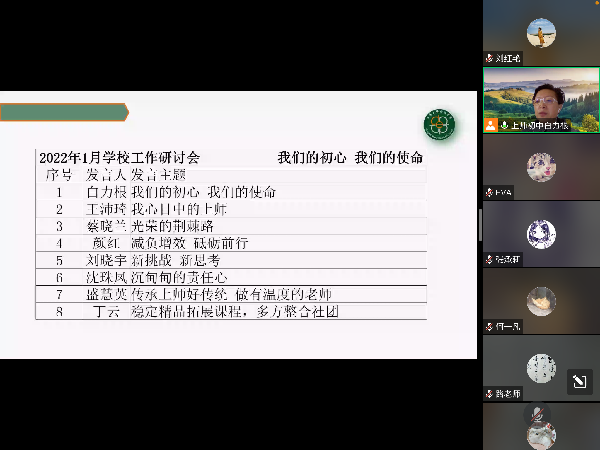 2022年1月学校工作研讨会 我们的初心 我们的使命
序号 发言人 发言主题
1 白力根 我们的初心 我们的使命
2 王沛琦 我心目中的上师
3 蔡晓兰 光荣的荆棘路
4 颜红 减负增效 砥砺前行
5 刘晓宇 新挑战 新思考
6 沈珠凤 沉甸甸的责任心
7 盛慧英 传承上师好传统 做有温度的老师
8 丁云 稳定精品拓展课程，多方整合社团
刘红艳
上师初中白力根
EVA
何一凡
路老师